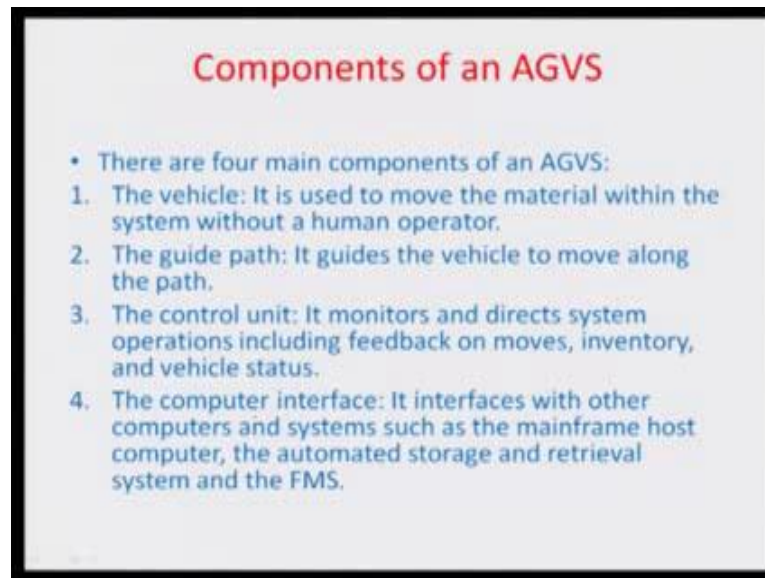 Components of an AGVS
• There are four main components of an AGVS:
1. The vehicle: It is used to move the material within the
system without a human operator.
2. The guide path: It guides the vehicle to move along
the path.
3. The control unit: It monitors and directs system
operations including feedback on moves, inventory,
and vehicle status.
4. The computer interface: It interfaces with other
computers and systems such as the mainframe host
computer, the automated storage and retrieval
system and the FMS.